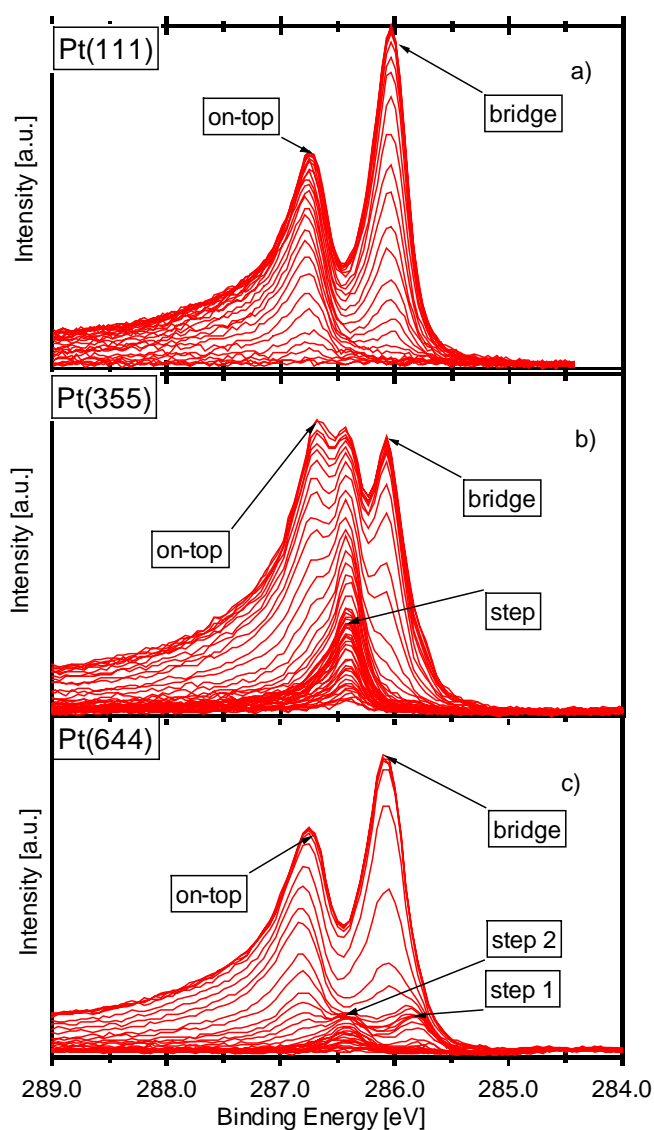 Pt(111)
a)
on-top
bridge
Intensity [a.u.]
Pt(355)
b)
bridge
on-top
step
Intensity [a.u.]
Pt(644)
c)
bridge
on-top
step 2
step 1
Intensity [a.u.]
289.0 288.0 287.0 286.0 285.0 284.0
Binding Energy [eV]